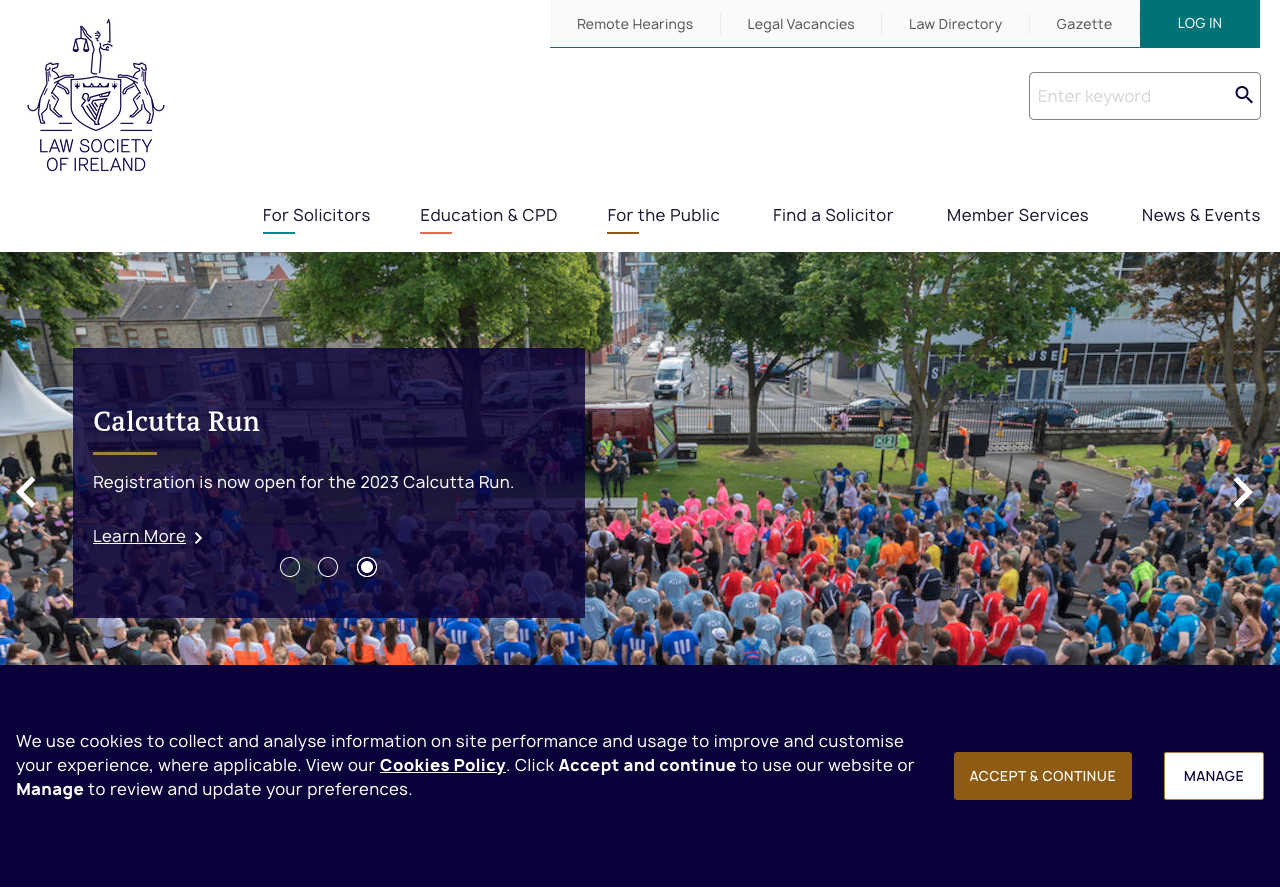 Remote Hearings
Legal Vacancies
Law Directory
Gazette
LOG IN
LAW SOCIETY
OF IRELAND
Enter keyword
For Solicitors
Education & CPD
For the Public
Find a Solicitor
Member Services
News & Events
Calcutta Run
Registration is now open for the 2023 Calcutta Run.
Learn More
We use cookies to collect and analyse information on site performance and usage to improve and customise
your experience, where applicable. View our Cookies Policy. Click Accept and continue to use our website or
Manage to review and update your preferences.
ACCEPT & CONTINUE
MANAGE